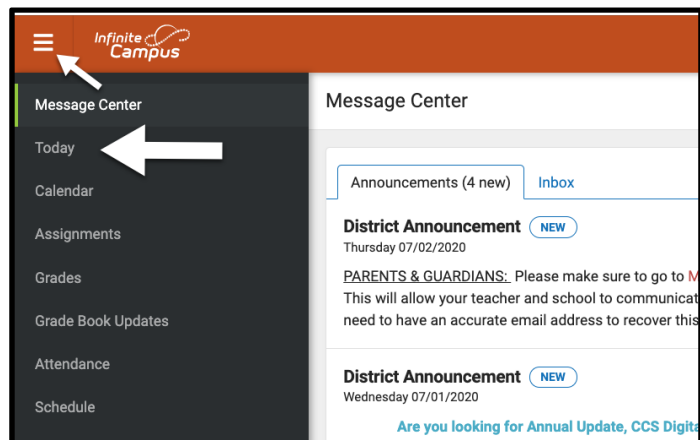 Infinite
Campus
Message Center
Today
Calendar
Assignments
Grades
Grade Book Updates
Attendance
Schedule
Message Center
Announcements (4 new) Inbox
District Announcement NEW
Thursday 07/02/2020
PARENTS & GUARDIANS: Please make sure to go to
This will allow your teacher and school to communicat
need to have an accurate email address to recover this
District Announcement NEW
Wednesday 07/01/2020
Are you looking for Annual Update, CCS Digita